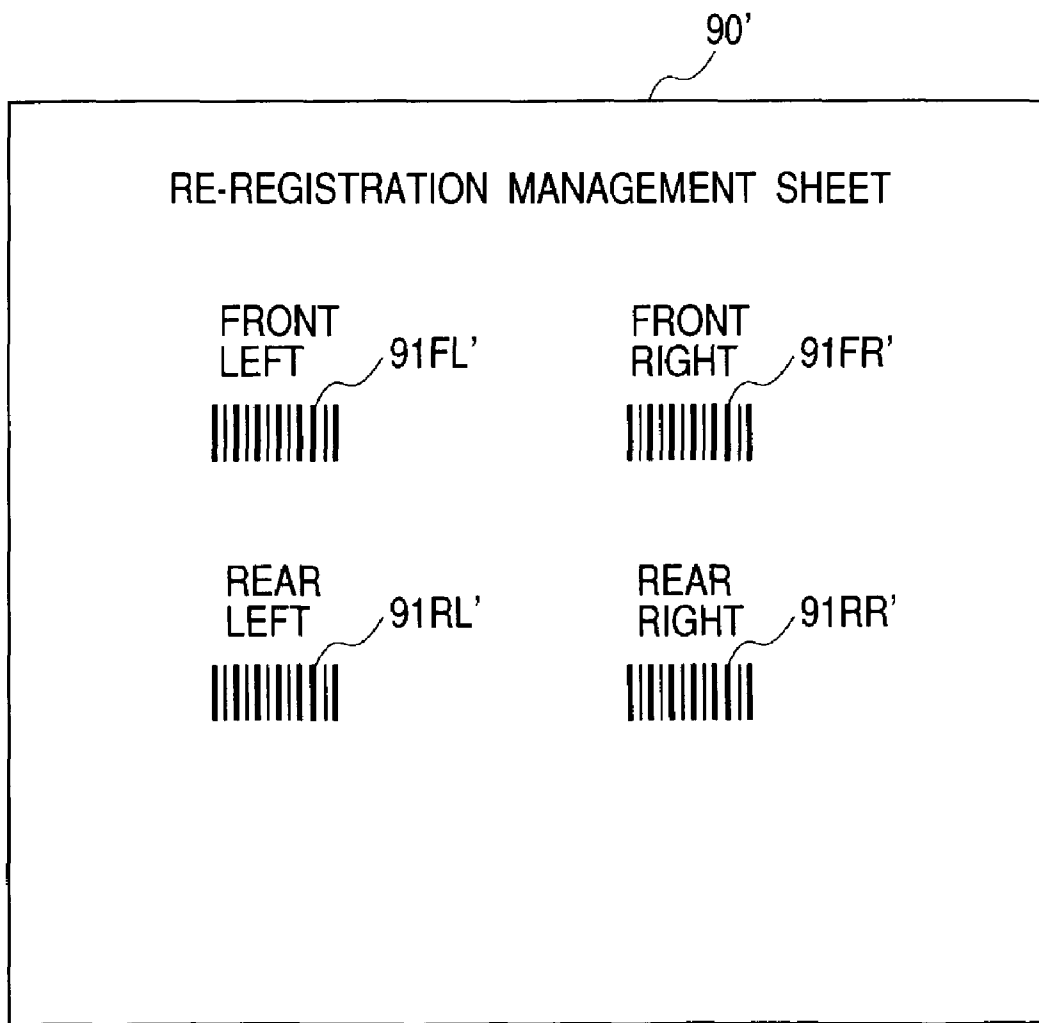 90'
RE-REGISTRATION MANAGEMENT SHEET
FRONT
LEFT
91FL'
FRONT
RIGHT
91FR'
REAR
LEFT
91RL'
REAR
RIGHT
91RR'